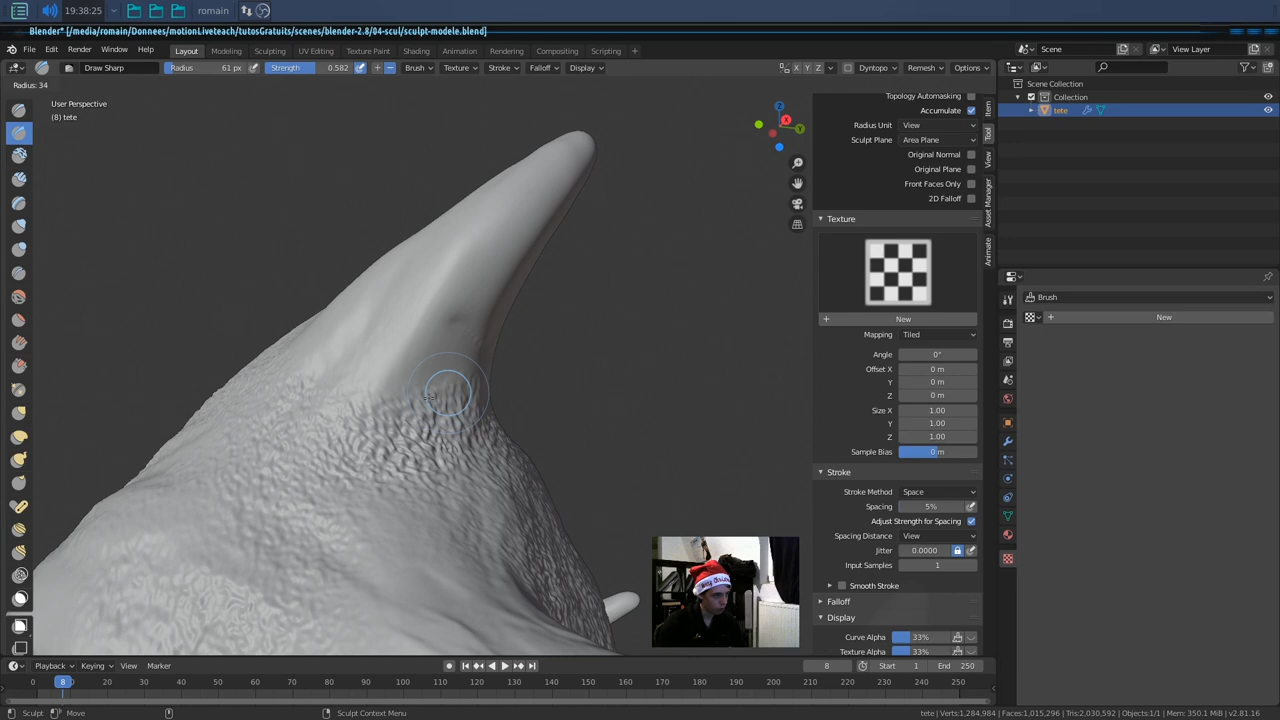 19:38:25
romain
Blender* [/media/romain/Donnees/motionLiveteach/tutosGratuits/scenes/blender-2.8/04-scul/sculpt-modele.blend]
File Edit Render Window Help Layout Modeling Sculpting UV Editing Texture Paint Shading Animation Rendering Compositing Scripting + Scene View Layer
Draw Sharp Radius 61 px Strength 0.582 + − Brush Texture Stroke Falloff Display X Y Z Dyntopo Remesh Options
Radius: 34
User Perspective
(8) tete
Z
X
Y
Topology Automasking
Accumulate
Radius Unit View
Sculpt Plane Area Plane
Original Normal
Original Plane
Front Faces Only
2D Falloff
Texture
+ New
Mapping Tiled
Angle 0°
Offset X 0 m
Y 0 m
Z 0 m
Size X 1.00
Y 1.00
Z 1.00
Sample Bias 0 m
Stroke
Stroke Method Space
Spacing 5%
Adjust Strength for Spacing
Spacing Distance View
Jitter 0.0000
Input Samples 1
Smooth Stroke
Falloff
Display
Curve Alpha 33%
Texture Alpha 33%
Item
Tool
View
Asset Manager
Animate
Scene Collection
Collection
tete
Brush
+ New
Playback Keying View Marker 8 Start 1 End 250
0 8 20 30 40 50 60 70 80 90 100 110 120 130 140 150 160 170 180 190 200 210 220 230 240 250
Sculpt Move Sculpt Context Menu tete | Verts:1,284,984 | Faces:1,015,296 | Tris:2,030,592 | Objects:1/1 | Mem: 350.1 MiB | v2.81.16